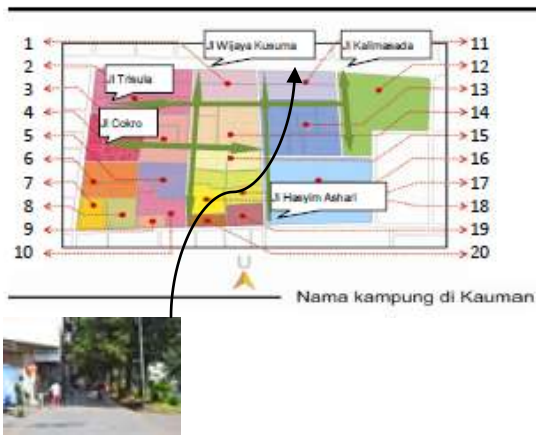 1
Jl Wijaya Kusuma
Jl Kalimasada
11
2
12
3
Jl Trisula
13
4
14
5
Jl Cokro
15
6
16
7
17
8
Jl Hasyim Ashari
18
9
19
10
20
U
Nama kampung di Kauman